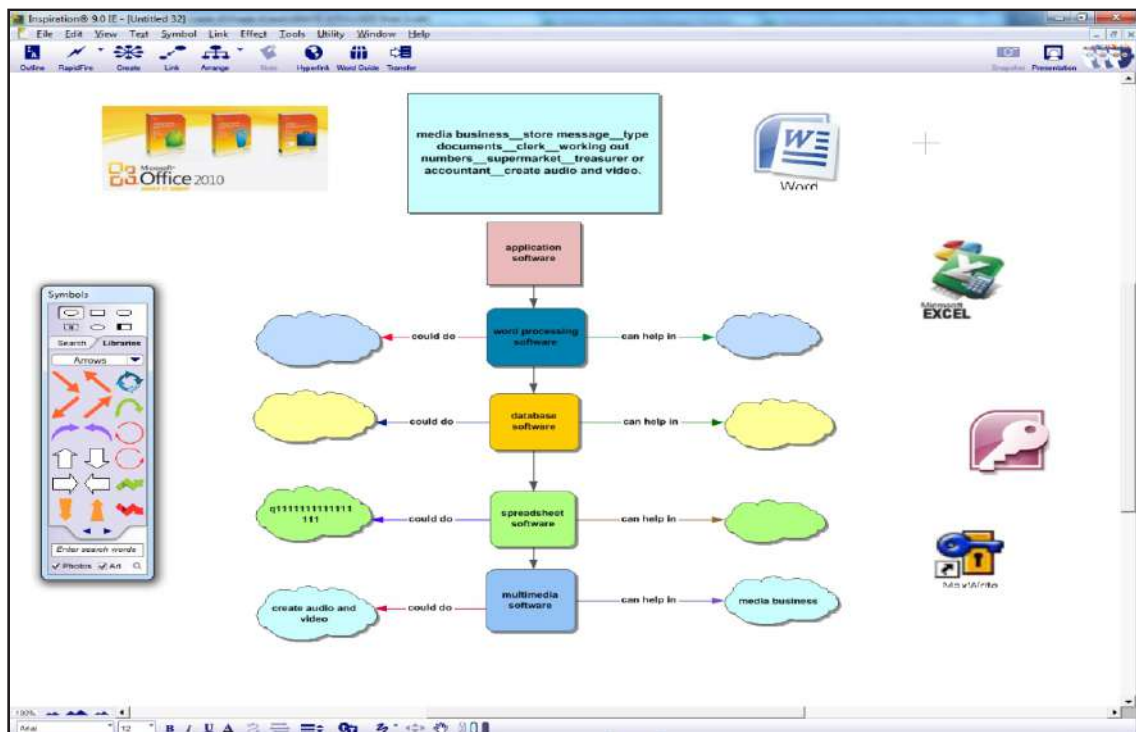 Inspiration® 9.0 IE - [Untitled 32]
File Edit View Text Symbol Link Effect Tools Utility Window Help
Outline RapidFire Create Link Arrange Note Hyperlink Word Guide Transfer Snapshot Presentation
Microsoft®
Office 2010
media business__store message__type
documents__clerk__working out
numbers__supermarket__treasurer or
accountant__create audio and video.
Word
application
software
Microsoft
EXCEL
Symbols
Search Libraries
Arrows
could do
word processing
software
can help in
could do
database
software
can help in
q1111111111111
111
could do
spreadsheet
software
can help in
Enter search words
Photos Art
create audio and
video
could do
multimedia
software
can help in
media business
MaxWrite
100%
Arial 12 B I U A